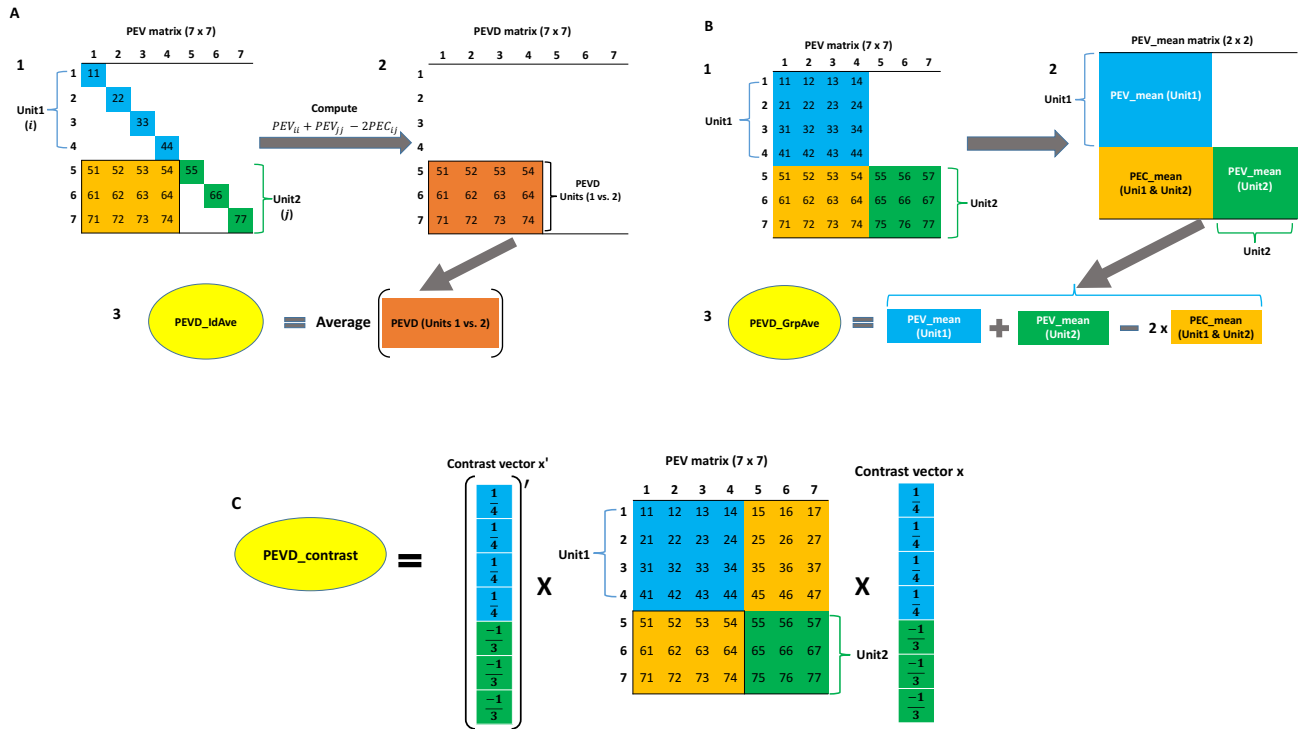 A
PEV matrix (7 x 7)
1 2 3 4 5 6 7
1
Unit1
(i)
1 11
2 22
3 33
4 44
5 51 52 53 54 55
6 61 62 63 64 66
7 71 72 73 74 77
Unit2
(j)
Compute
PEV_ii + PEV_jj − 2PEC_ij
PEVD matrix (7 x 7)
1 2 3 4 5 6 7
2
1
2
3
4
5 51 52 53 54
6 61 62 63 64
7 71 72 73 74
PEVD
Units (1 vs. 2)
3
PEVD_IdAve
= Average
PEVD (Units 1 vs. 2)
B
PEV matrix (7 x 7)
1 2 3 4 5 6 7
1
Unit1
1 11 12 13 14
2 21 22 23 24
3 31 32 33 34
4 41 42 43 44
5 51 52 53 54 55 56 57
6 61 62 63 64 65 66 67
7 71 72 73 74 75 76 77
Unit2
PEV_mean matrix (2 x 2)
2
Unit1
PEV_mean (Unit1)
PEC_mean
(Uni1 & Unit2)
PEV_mean
(Unit2)
Unit2
3
PEVD_GrpAve
=
PEV_mean
(Unit1)
+
PEV_mean
(Unit2)
− 2 x
PEC_mean
(Unit1 & Unit2)
C
PEVD_contrast
=
Contrast vector x'
1/4
1/4
1/4
1/4
-1/3
-1/3
-1/3
′
X
PEV matrix (7 x 7)
1 2 3 4 5 6 7
Unit1
1 11 12 13 14 15 16 17
2 21 22 23 24 25 26 27
3 31 32 33 34 35 36 37
4 41 42 43 44 45 46 47
5 51 52 53 54 55 56 57
6 61 62 63 64 65 66 67
7 71 72 73 74 75 76 77
Unit2
X
Contrast vector x
1/4
1/4
1/4
1/4
-1/3
-1/3
-1/3